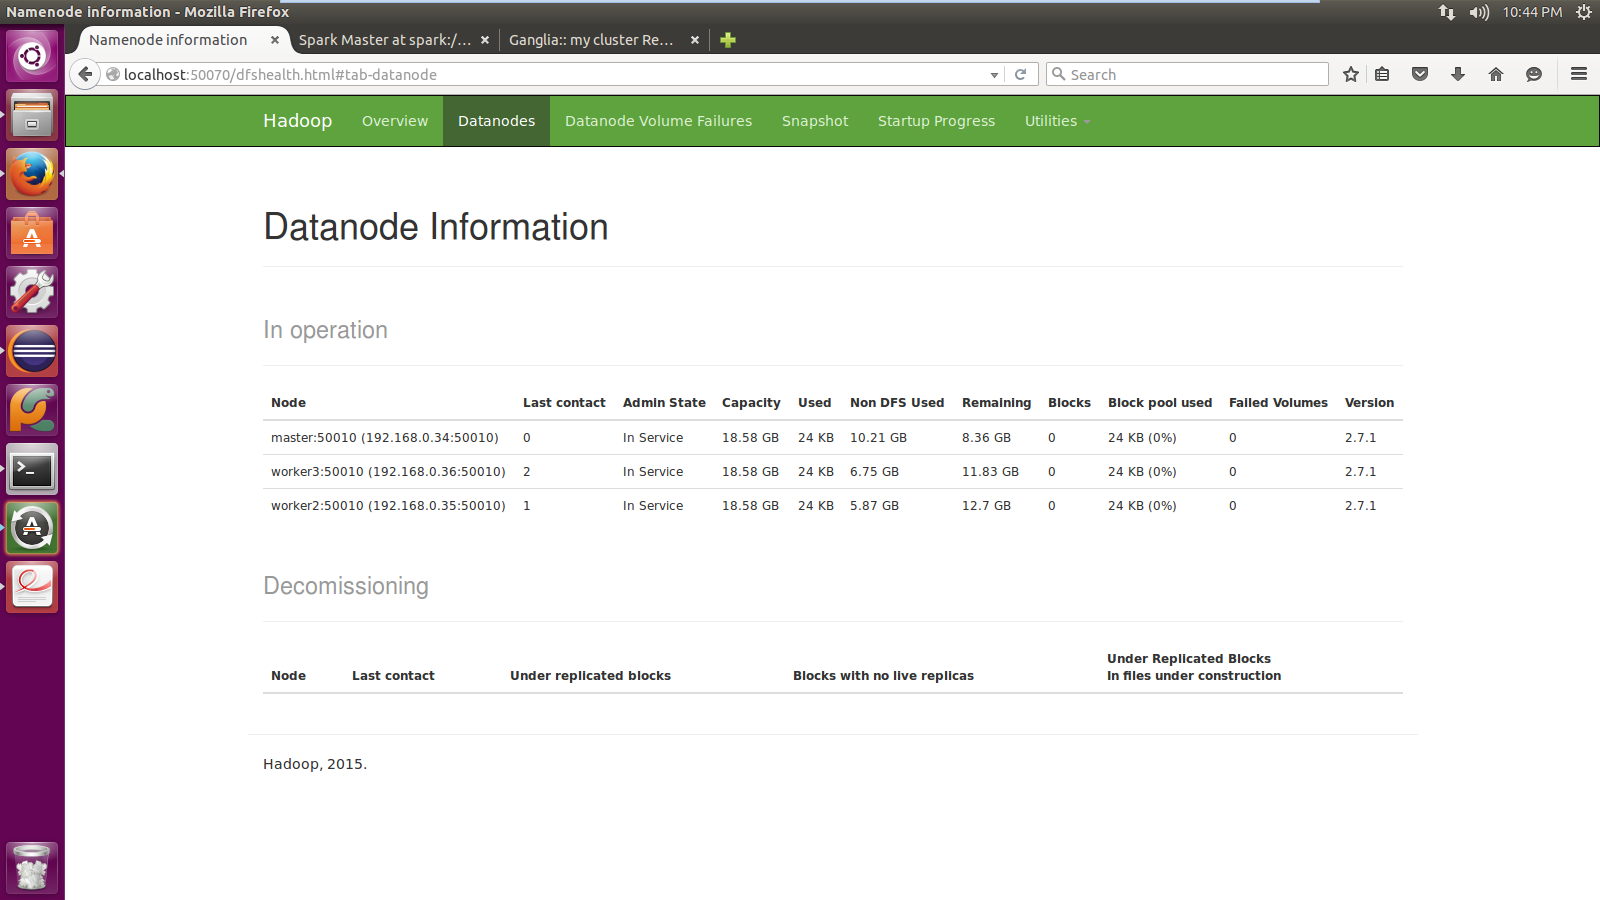 Namenode information - Mozilla Firefox
10:44 PM
Namenode information
Spark Master at spark:/...
Ganglia:: my cluster Re...
localhost:50070/dfshealth.html#tab-datanode
Search
Hadoop Overview Datanodes Datanode Volume Failures Snapshot Startup Progress Utilities
Datanode Information
In operation
Node Last contact Admin State Capacity Used Non DFS Used Remaining Blocks Block pool used Failed Volumes Version
master:50010 (192.168.0.34:50010) 0 In Service 18.58 GB 24 KB 10.21 GB 8.36 GB 0 24 KB (0%) 0 2.7.1
worker3:50010 (192.168.0.36:50010) 2 In Service 18.58 GB 24 KB 6.75 GB 11.83 GB 0 24 KB (0%) 0 2.7.1
worker2:50010 (192.168.0.35:50010) 1 In Service 18.58 GB 24 KB 5.87 GB 12.7 GB 0 24 KB (0%) 0 2.7.1
Decomissioning
Under Replicated Blocks
Node Last contact Under replicated blocks Blocks with no live replicas In files under construction
Hadoop, 2015.